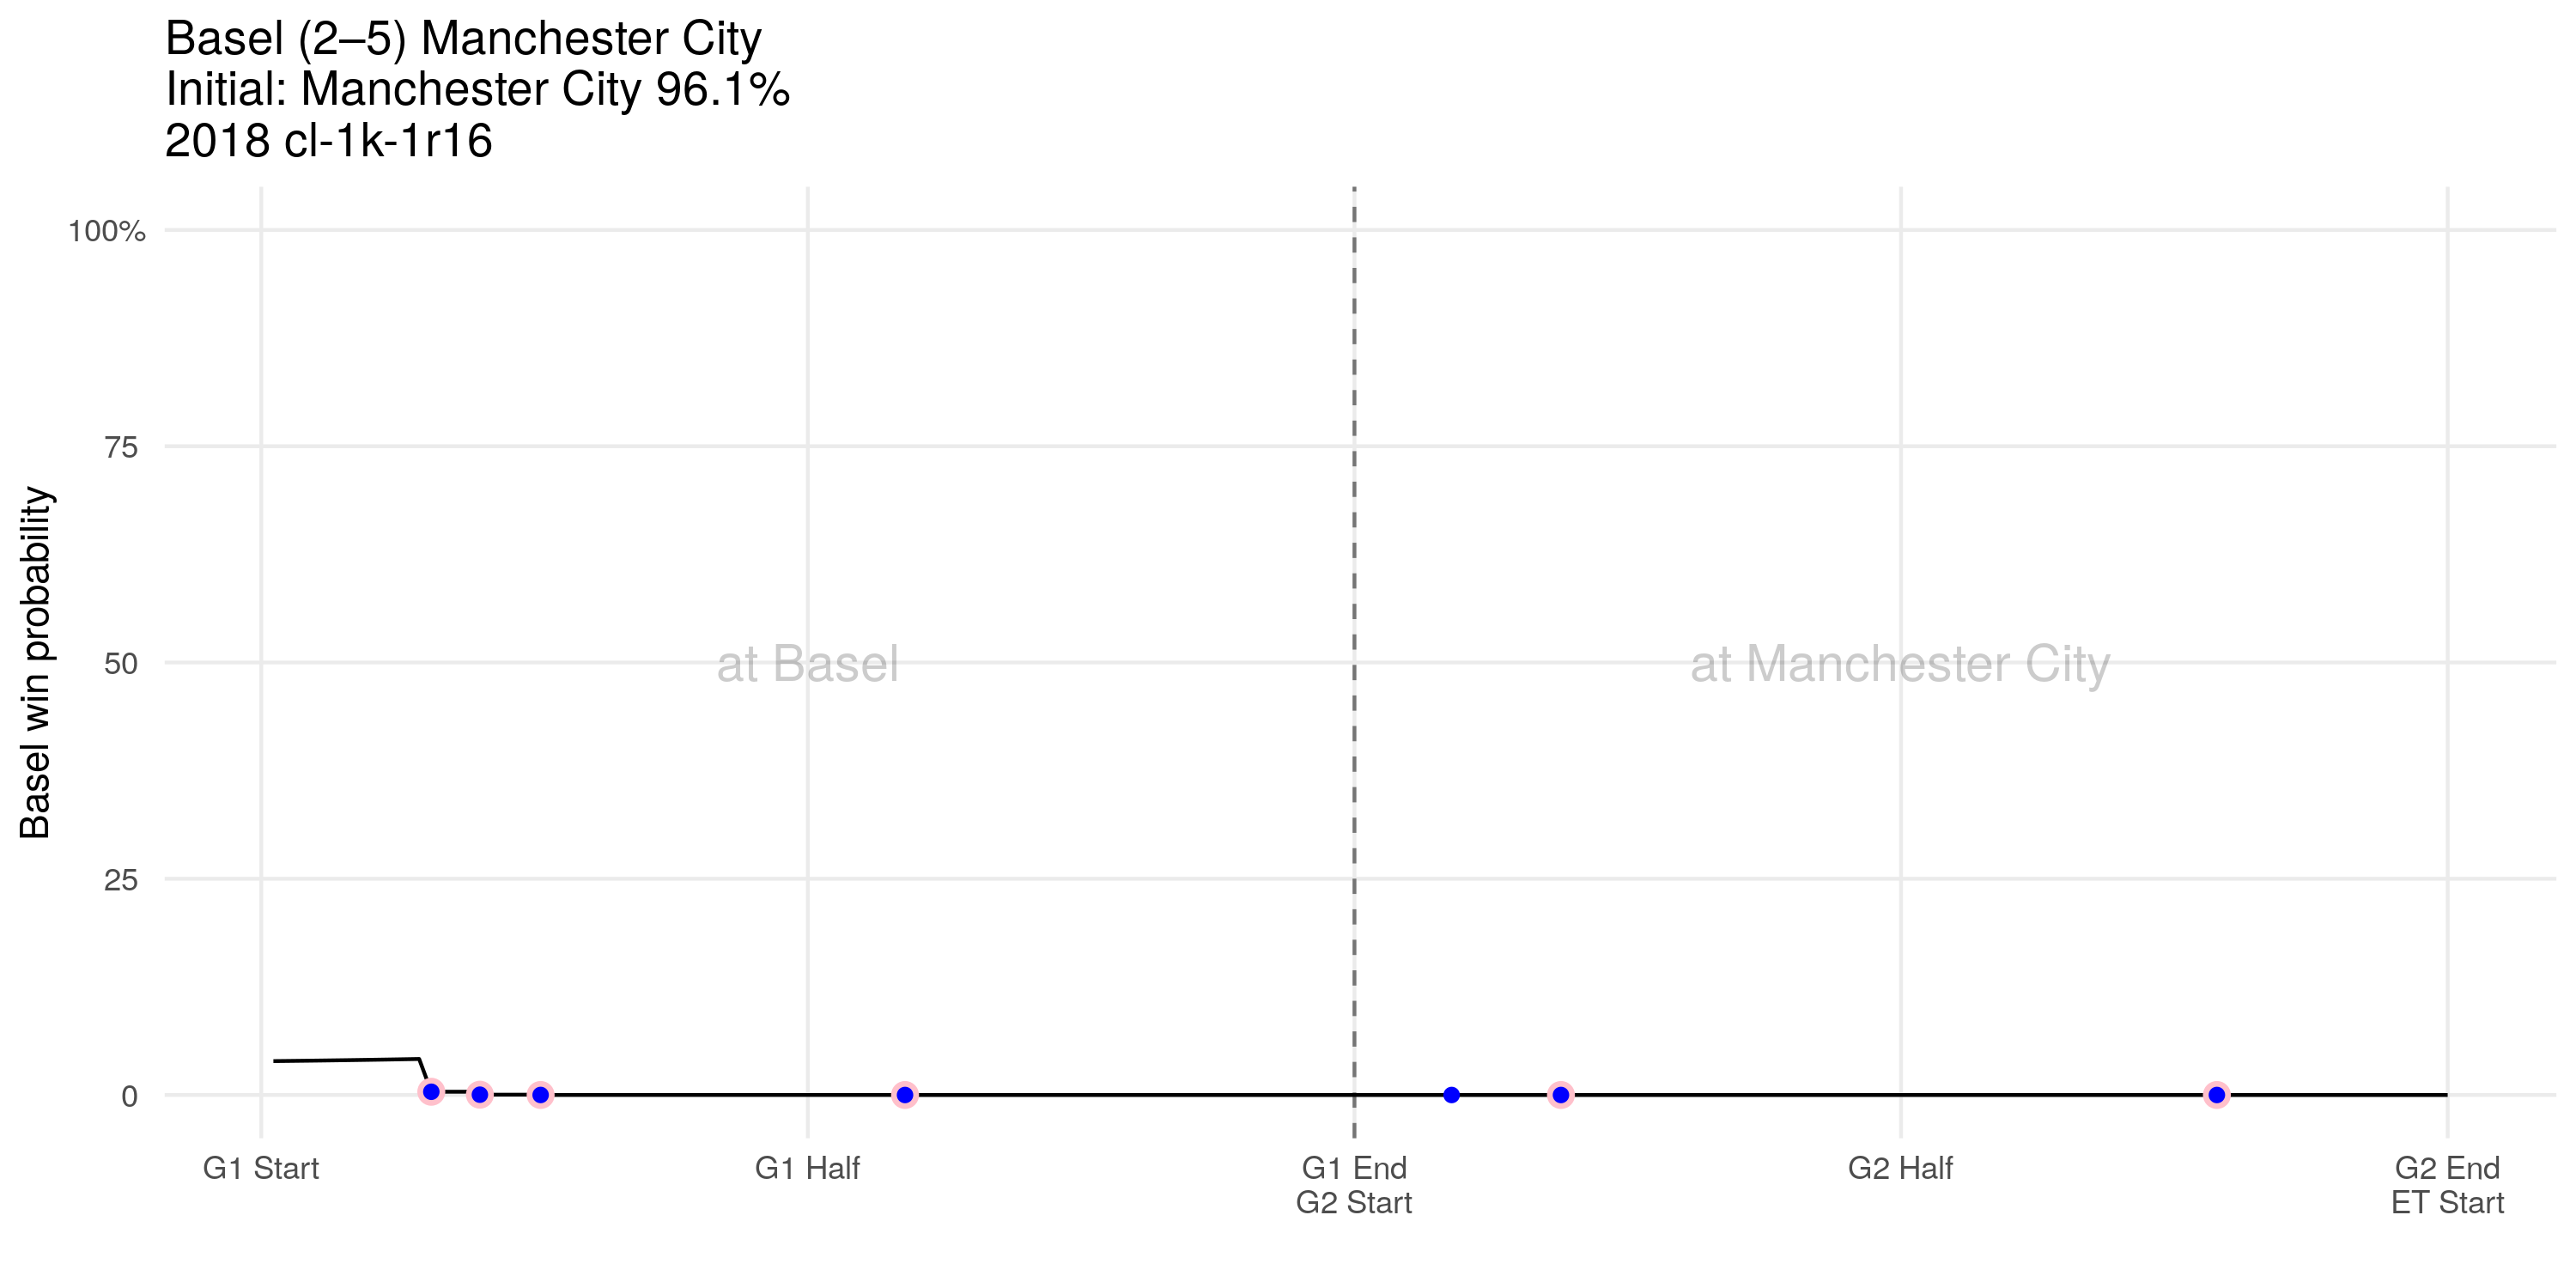 Basel (2–5) Manchester City
Initial: Manchester City 96.1%
2018 cl-1k-1r16
Basel win probability
100%
75
50
25
0
at Basel
at Manchester City
G1 Start
G1 Half
G1 End
G2 Start
G2 Half
G2 End
ET Start